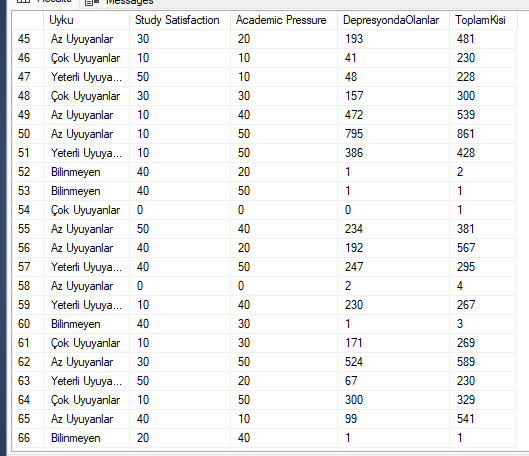 Results Messages
Uyku Study Satisfaction Academic Pressure DepresyondaOlanlar ToplamKisi
45 Az Uyuyanlar 30 20 193 481
46 Çok Uyuyanlar 10 10 41 230
47 Yeterli Uyuya... 50 10 48 228
48 Çok Uyuyanlar 30 30 157 300
49 Az Uyuyanlar 10 40 472 539
50 Az Uyuyanlar 10 50 795 861
51 Yeterli Uyuya... 10 50 386 428
52 Bilinmeyen 40 20 1 2
53 Bilinmeyen 40 50 1 1
54 Çok Uyuyanlar 0 0 0 1
55 Az Uyuyanlar 50 40 234 381
56 Az Uyuyanlar 40 20 192 567
57 Yeterli Uyuya... 40 50 247 295
58 Az Uyuyanlar 0 0 2 4
59 Yeterli Uyuya... 10 40 230 267
60 Bilinmeyen 40 30 1 3
61 Çok Uyuyanlar 10 30 171 269
62 Az Uyuyanlar 30 50 524 589
63 Yeterli Uyuya... 50 20 67 230
64 Çok Uyuyanlar 10 50 300 329
65 Az Uyuyanlar 40 10 99 541
66 Bilinmeyen 20 40 1 1